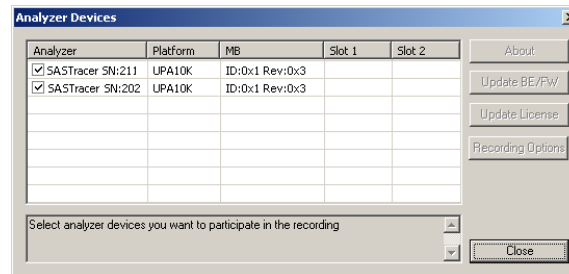 Analyzer Devices
Analyzer Platform MB Slot 1 Slot 2
SASTracer SN:211 UPA10K ID:0x1 Rev:0x3
SASTracer SN:202 UPA10K ID:0x1 Rev:0x3
About
Update BE/FW
Update License
Recording Options
Select analyzer devices you want to participate in the recording
Close